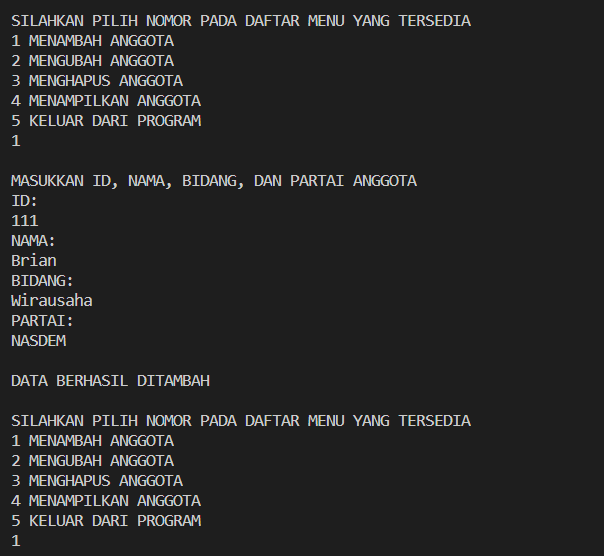 SILAHKAN PILIH NOMOR PADA DAFTAR MENU YANG TERSEDIA
1 MENAMBAH ANGGOTA
2 MENGUBAH ANGGOTA
3 MENGHAPUS ANGGOTA
4 MENAMPILKAN ANGGOTA
5 KELUAR DARI PROGRAM
1
MASUKKAN ID, NAMA, BIDANG, DAN PARTAI ANGGOTA
ID:
111
NAMA:
Brian
BIDANG:
Wirausaha
PARTAI:
NASDEM
DATA BERHASIL DITAMBAH
SILAHKAN PILIH NOMOR PADA DAFTAR MENU YANG TERSEDIA
1 MENAMBAH ANGGOTA
2 MENGUBAH ANGGOTA
3 MENGHAPUS ANGGOTA
4 MENAMPILKAN ANGGOTA
5 KELUAR DARI PROGRAM
1